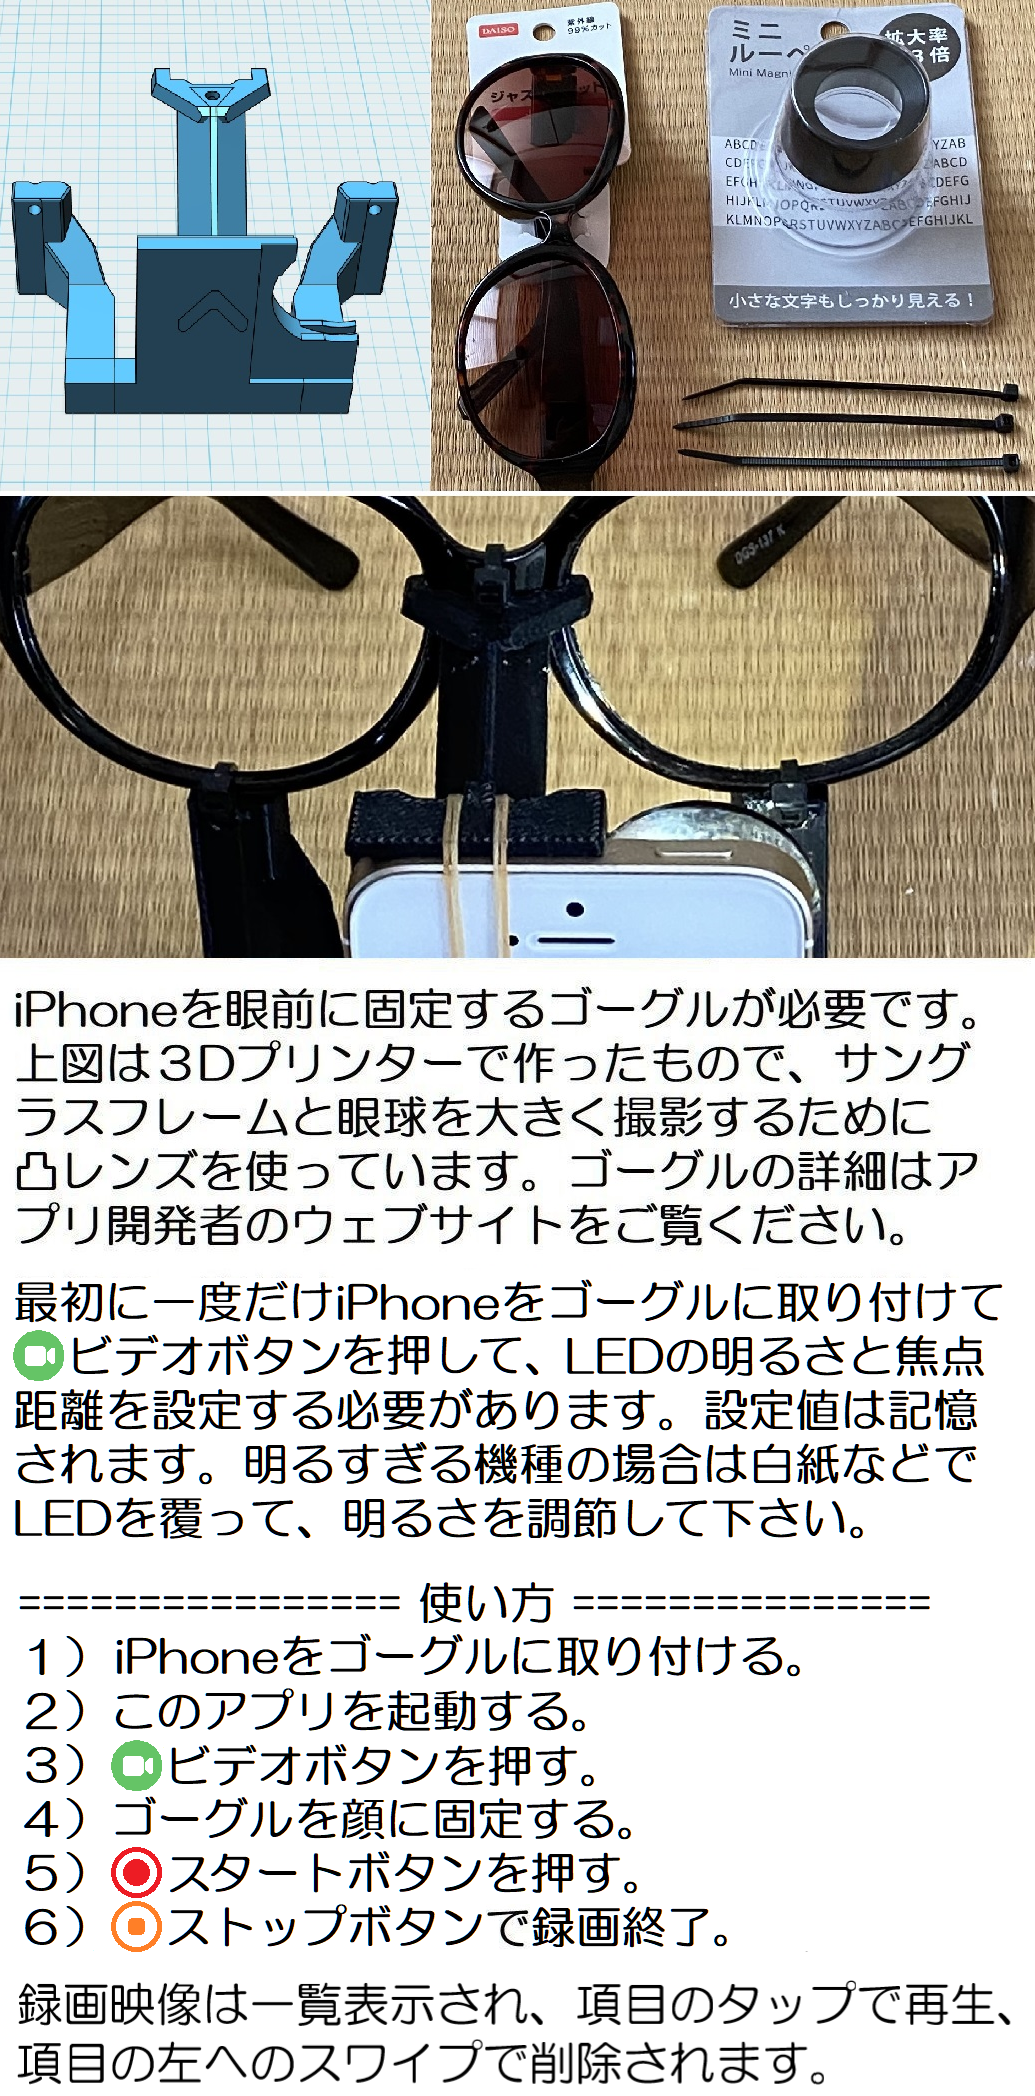 DAISO
紫外線
99%カット
ミニ
ルーペ
拡大率
3倍
小さな文字もしっかり見える!
DGS-137 K
iPhoneを眼前に固定するゴーグルが必要です。
上図は3Dプリンターで作ったもので、サング
ラスフレームと眼球を大きく撮影するために
凸レンズを使っています。ゴーグルの詳細はア
プリ開発者のウェブサイトをご覧ください。
最初に一度だけiPhoneをゴーグルに取り付けて
ビデオボタンを押して、LEDの明るさと焦点
距離を設定する必要があります。設定値は記憶
されます。明るすぎる機種の場合は白紙などで
LEDを覆って、明るさを調節して下さい。
================ 使い方 ===============
1)iPhoneをゴーグルに取り付ける。
2)このアプリを起動する。
3)ビデオボタンを押す。
4)ゴーグルを顔に固定する。
5)スタートボタンを押す。
6)ストップボタンで録画終了。
録画映像は一覧表示され、項目のタップで再生、
項目の左へのスワイプで削除されます。